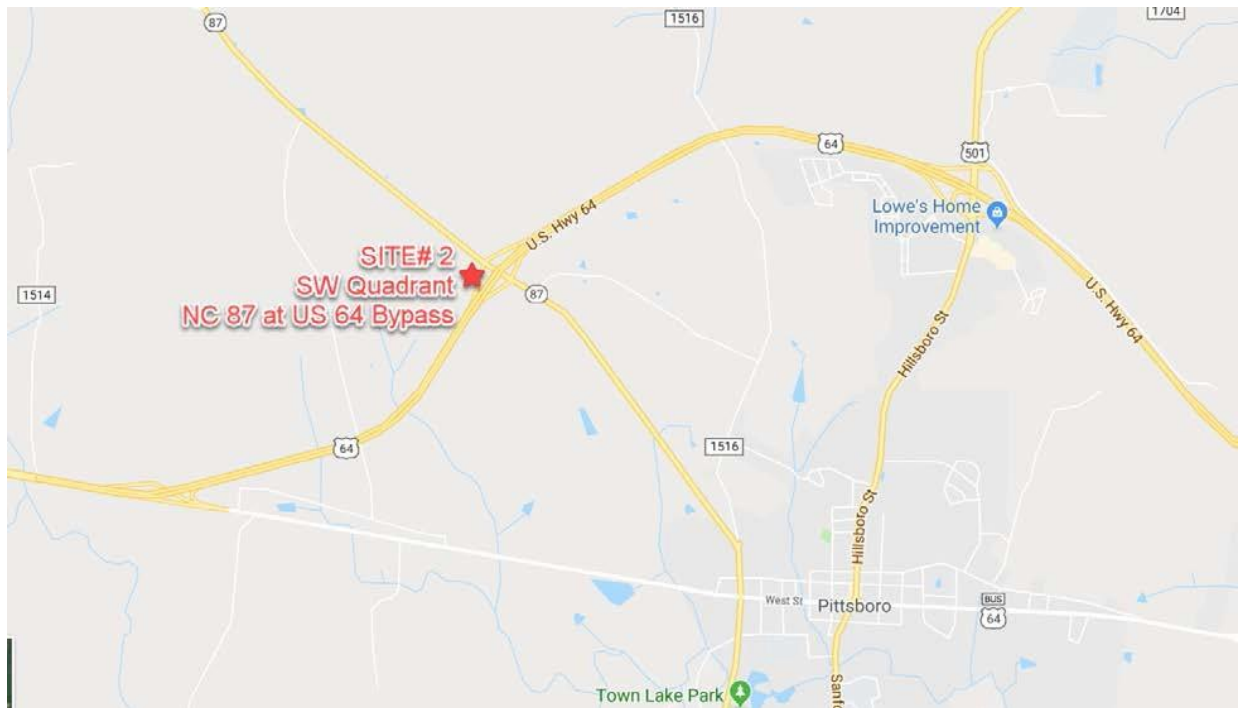 87
1516
1704
64
501
Lowe's Home
Improvement
U.S. Hwy 64
SITE# 2
SW Quadrant
NC 87 at US 64 Bypass
1514
87
U.S. Hwy 64
Hillsboro St
64
1516
Hillsboro St
West St
Pittsboro
BUS
64
Town Lake Park
Sanfo